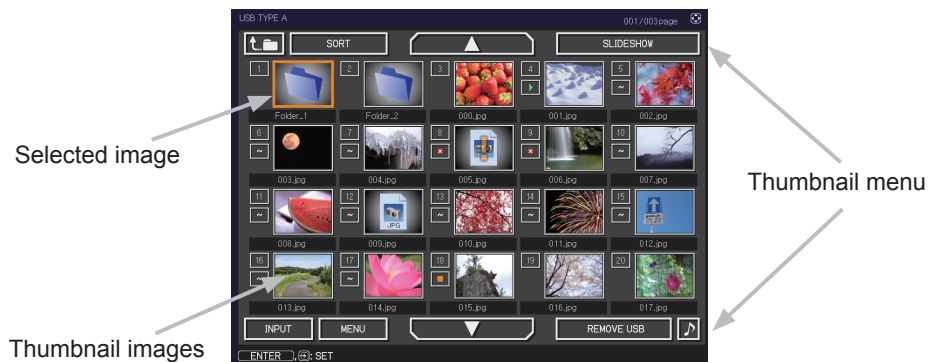 USB TYPE A 001/003page
SORT SLIDESHOW
1 2 3 4 5
~
Folder_1 Folder_2 000.jpg 001.jpg 002.jpg
6 7 8 9 10
~ ~ ~
Selected image
003.jpg 004.jpg 005.jpg 006.jpg 007.jpg
Thumbnail menu
11 12 13 14 15
~ ~ ~ ~ ~
JPG
008.jpg 009.jpg 010.jpg 011.jpg 012.jpg
16 17 18 19 20
~ ~
013.jpg 014.jpg 015.jpg 016.jpg 017.jpg
INPUT MENU REMOVE USB
Thumbnail images
ENTER , : SET